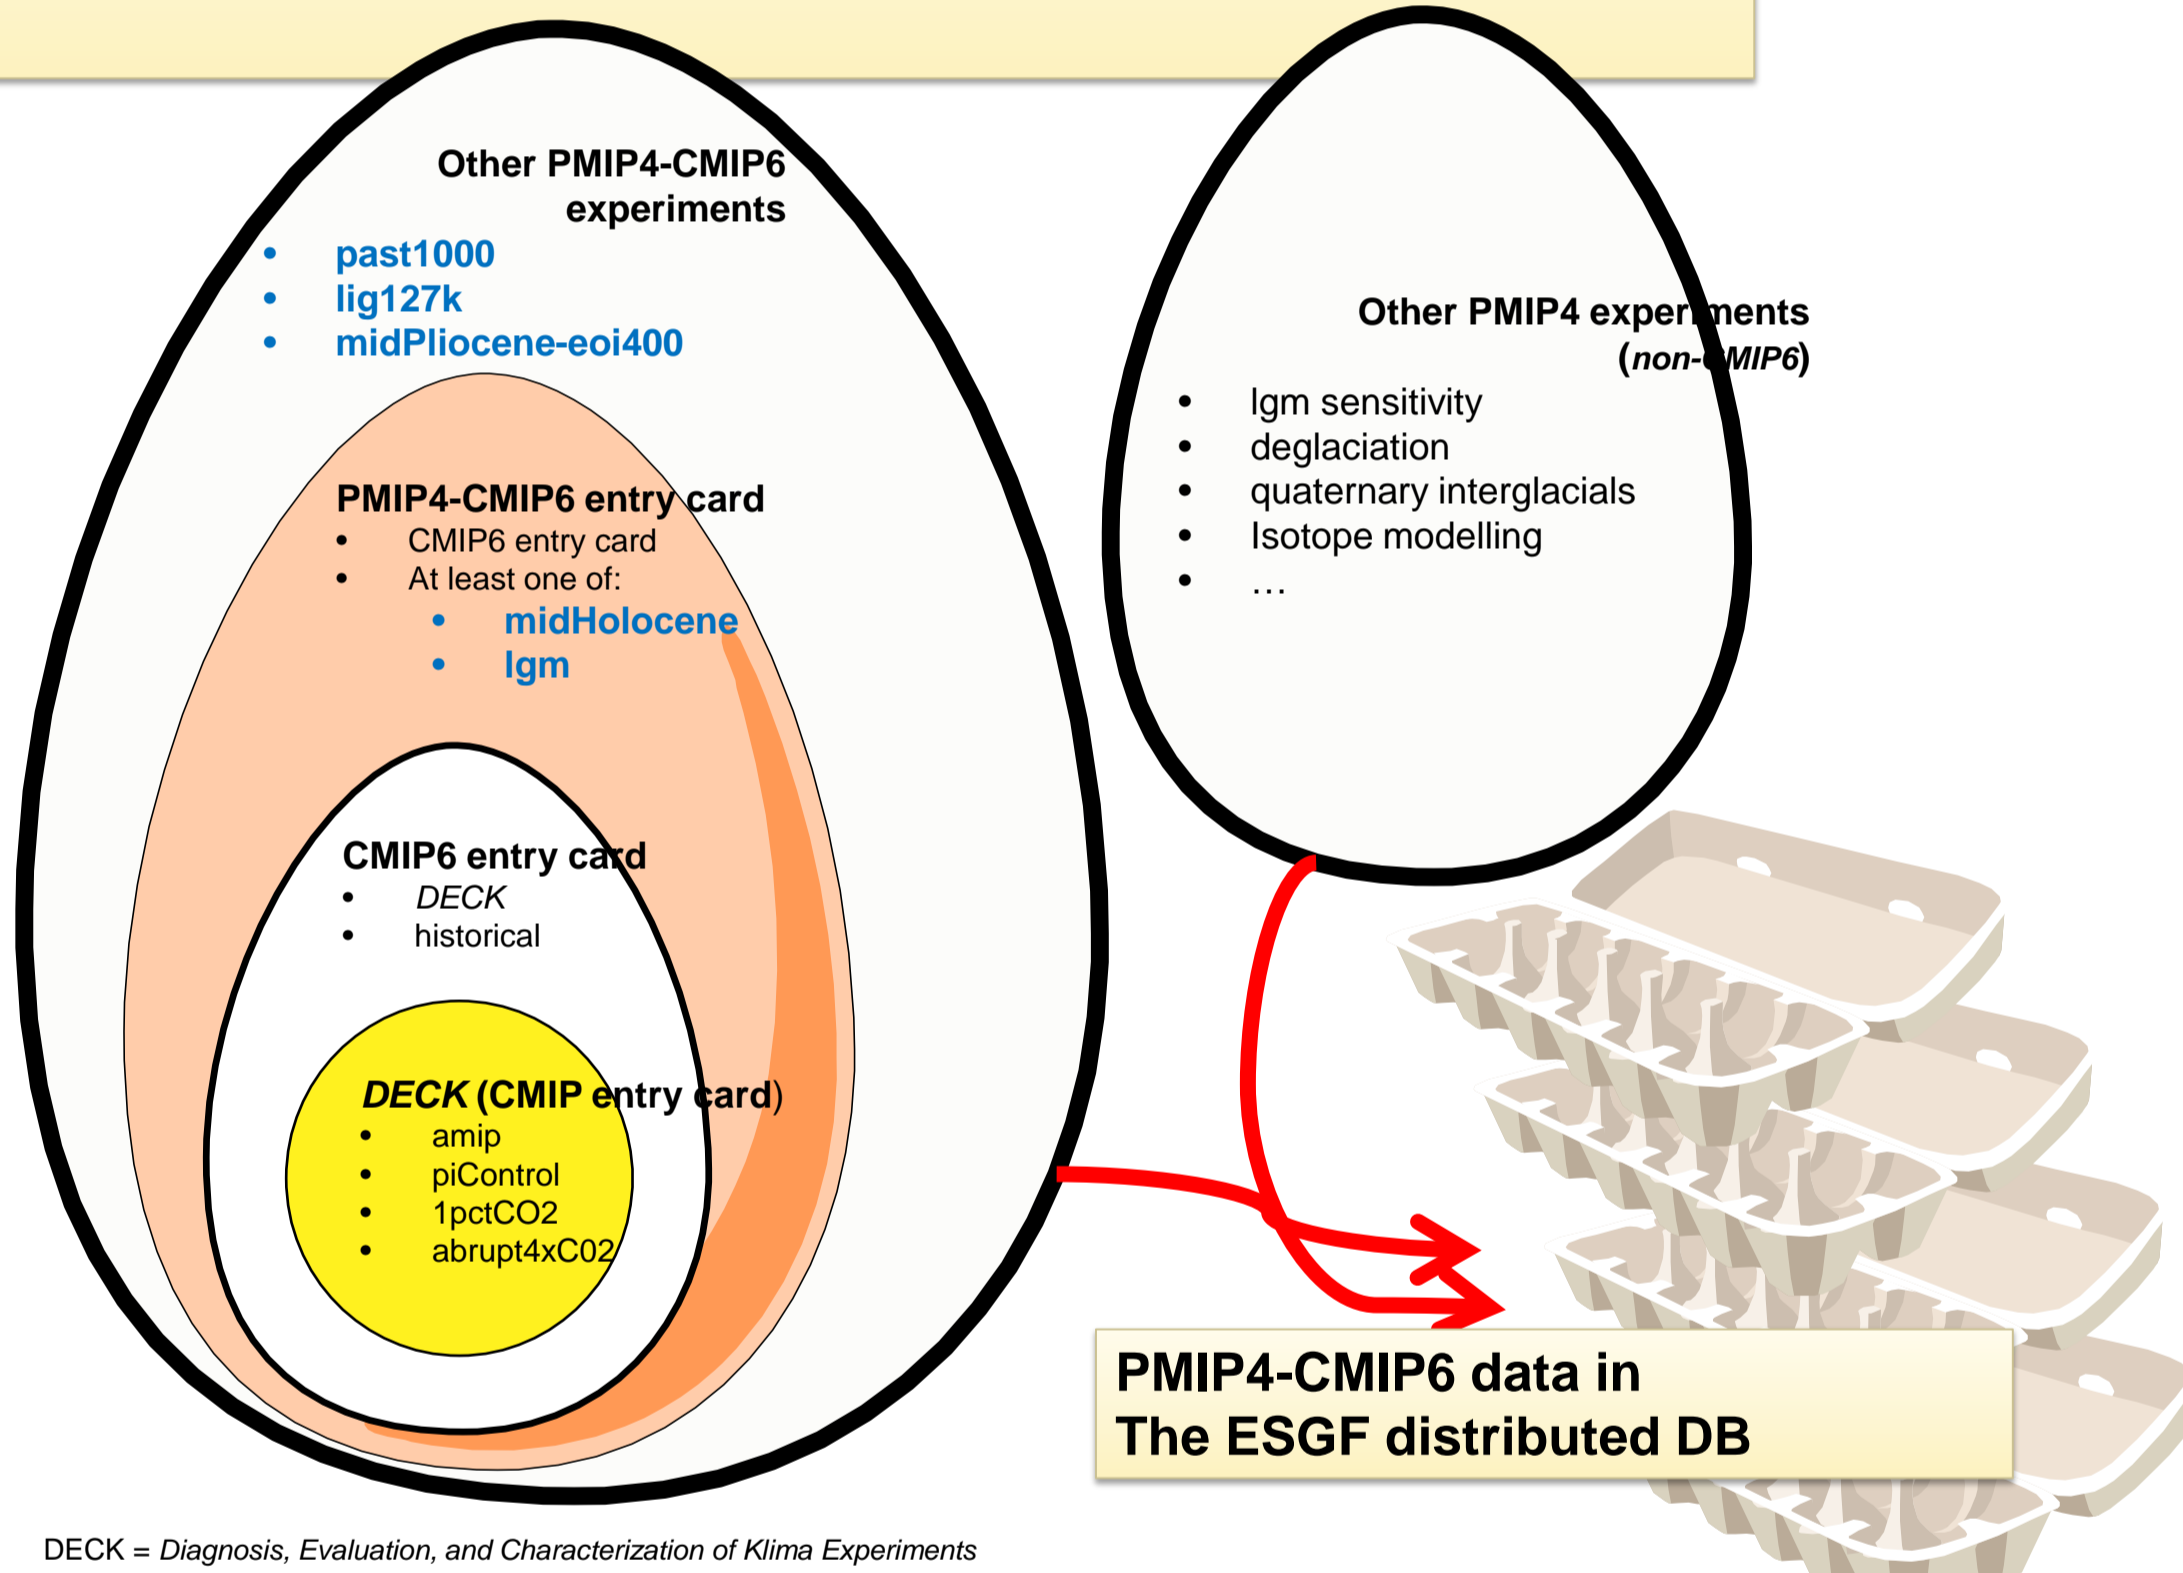 Other PMIP4-CMIP6
experiments
• past1000
• lig127k
• midPliocene-eoi400
PMIP4-CMIP6 entry card
• CMIP6 entry card
• At least one of:
• midHolocene
• lgm
CMIP6 entry card
• DECK
• historical
DECK (CMIP entry card)
• amip
• piControl
• 1pctCO2
• abrupt4xC02
Other PMIP4 experiments
(non-CMIP6)
• lgm sensitivity
• deglaciation
• quaternary interglacials
• Isotope modelling
• …
PMIP4-CMIP6 data in
The ESGF distributed DB
DECK = Diagnosis, Evaluation, and Characterization of Klima Experiments